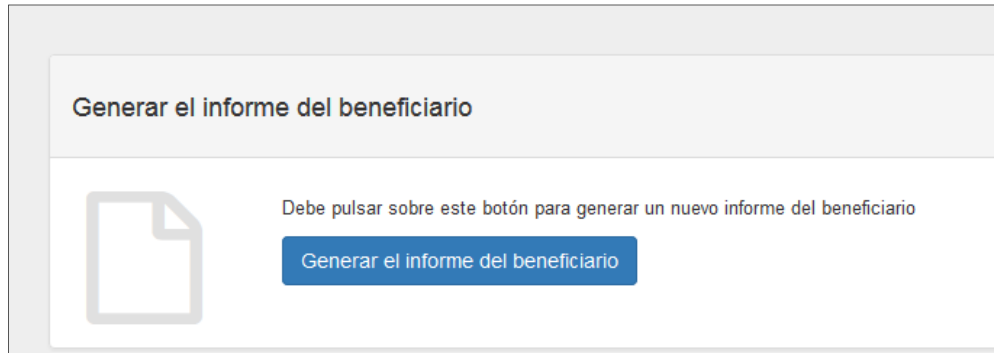 Generar el informe del beneficiario
Debe pulsar sobre este botón para generar un nuevo informe del beneficiario
Generar el informe del beneficiario